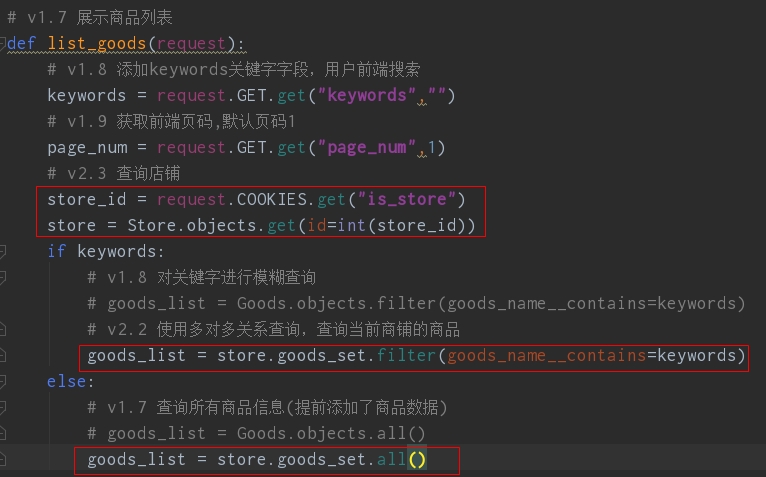 # v1.7 展示商品列表
def list_goods(request):
    # v1.8 添加keywords关键字字段，用户前端搜索
    keywords = request.GET.get("keywords","")
    # v1.9 获取前端页码,默认页码1
    page_num = request.GET.get("page_num",1)
    # v2.3 查询店铺
    store_id = request.COOKIES.get("is_store")
    store = Store.objects.get(id=int(store_id))
    if keywords:
        # v1.8 对关键字进行模糊查询
        # goods_list = Goods.objects.filter(goods_name__contains=keywords)
        # v2.2 使用多对多关系查询，查询当前商铺的商品
        goods_list = store.goods_set.filter(goods_name__contains=keywords)
    else:
        # v1.7 查询所有商品信息(提前添加了商品数据)
        # goods_list = Goods.objects.all()
        goods_list = store.goods_set.all()